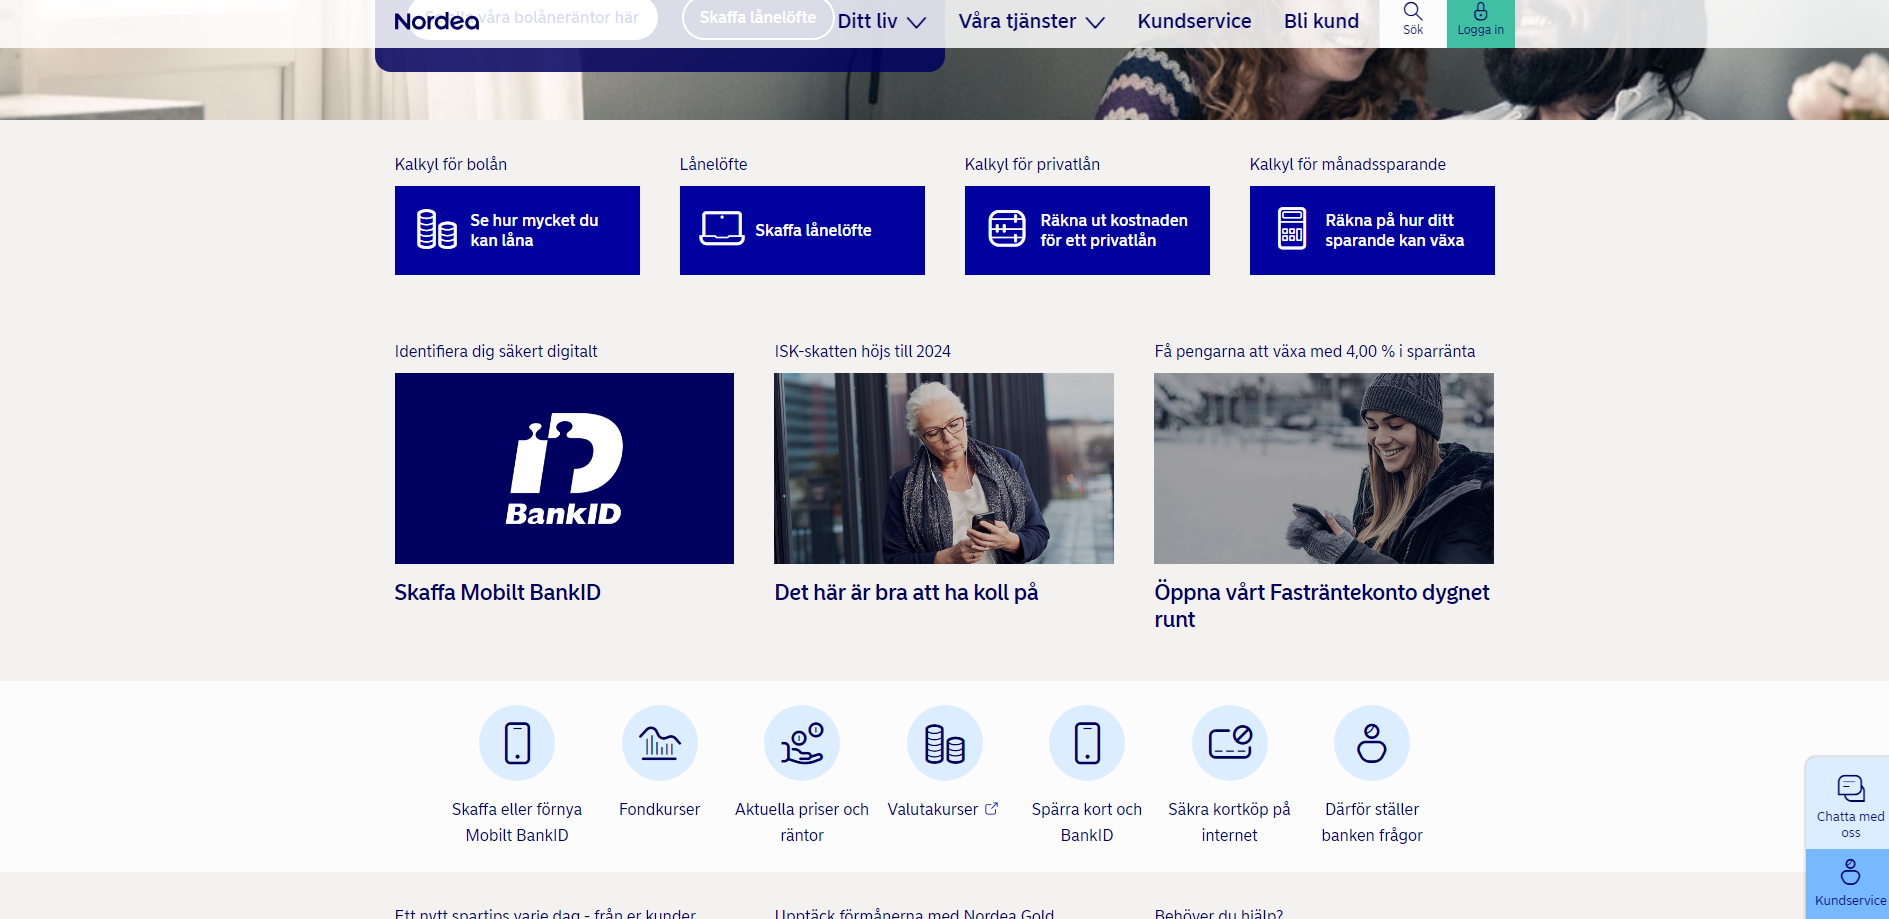 Nordea
våra bolåneräntor här
Skaffa lånelöfte
Ditt liv
Våra tjänster
Kundservice
Bli kund
Sök
Logga in
Kalkyl för bolån
Lånelöfte
Kalkyl för privatlån
Kalkyl för månadssparande
Se hur mycket du
kan låna
Skaffa lånelöfte
Räkna ut kostnaden
för ett privatlån
Räkna på hur ditt
sparande kan växa
Identifiera dig säkert digitalt
ISK-skatten höjs till 2024
Få pengarna att växa med 4,00 % i sparränta
BankID
Skaffa Mobilt BankID
Det här är bra att ha koll på
Öppna vårt Fasträntekonto dygnet
runt
Skaffa eller förnya
Mobilt BankID
Fondkurser
Aktuella priser och
räntor
Valutakurser
Spärra kort och
BankID
Säkra kortköp på
internet
Därför ställer
banken frågor
Chatta med
oss
Kundservice
Ett nytt spartips varje dag - från er kunder
Upptäck förmånerna med Nordea Gold
Behöver du hjälp?